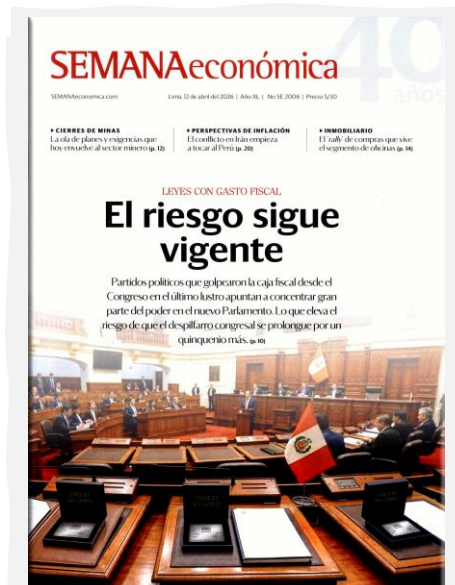 40
años
SEMANAeconómica
SEMANAeconomica.com
Lima, 12 de abril del 2026 | Año XL | No SE 2006 | Precio S/30
▸ CIERRES DE MINAS
La ola de planes y exigencias que
hoy envuelve al sector minero (p. 12)
▸ PERSPECTIVAS DE INFLACIÓN
El conflicto en Irán empieza
a tocar al Perú (p. 20)
▸ INMOBILIARIO
El 'rally' de compras que vive
el segmento de oficinas (p. 14)
LEYES CON GASTO FISCAL
El riesgo sigue
vigente
Partidos políticos que golpearon la caja fiscal desde el
Congreso en el último lustro apuntan a concentrar gran
parte del poder en el nuevo Parlamento. Lo que eleva el
riesgo de que el despilfarro congresal se prolongue por un
quinquenio más. (p. 10)